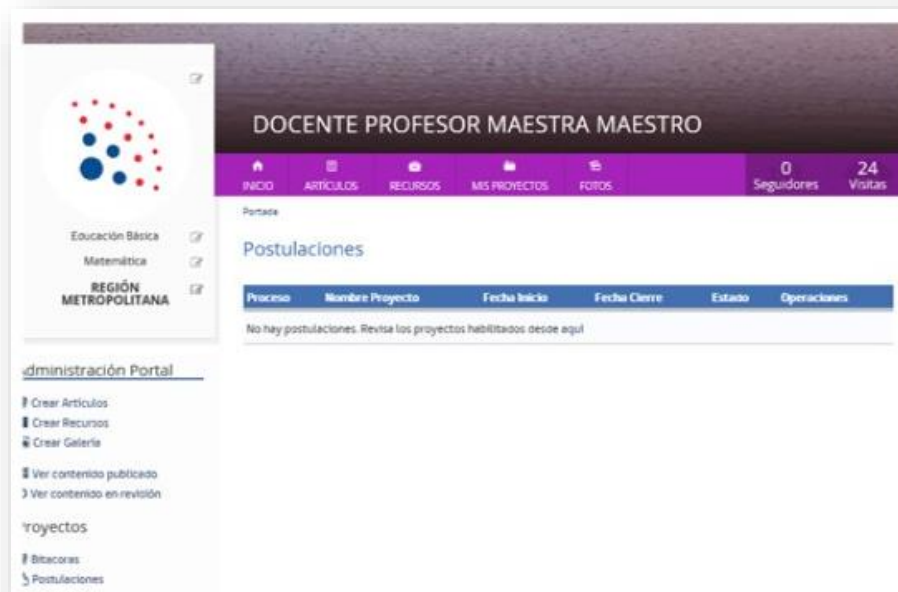 DOCENTE PROFESOR MAESTRA MAESTRO
INICIO ARTÍCULOS RECURSOS MIS PROYECTOS FOTOS
0 Seguidores 24 Visitas
Portada
Educación Básica
Matemática
REGIÓN
METROPOLITANA
Postulaciones
Proceso Nombre Proyecto Fecha Inicio Fecha Cierre Estado Operaciones
No hay postulaciones. Revisa los proyectos habilitados desde aquí
dministración Portal
Crear Artículos
Crear Recursos
Crear Galería
Ver contenido publicado
Ver contenido en revisión
royectos
Bitacoras
Postulaciones